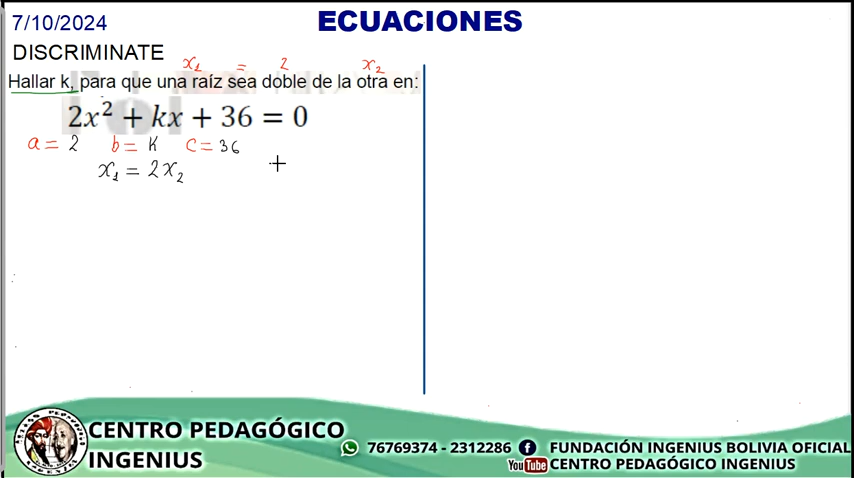 7/10/2024
ECUACIONES
DISCRIMINATE
x₁ = 2 x₂
Hallar k, para que una raíz sea doble de la otra en:
2x² + kx + 36 = 0
a = 2 b = K c = 36
x₁ = 2x₂ +
CENTRO PEDAGÓGICO
INGENIUS
76769374 - 2312286
FUNDACIÓN INGENIUS BOLIVIA OFICIAL
YouTube CENTRO PEDAGÓGICO INGENIUS